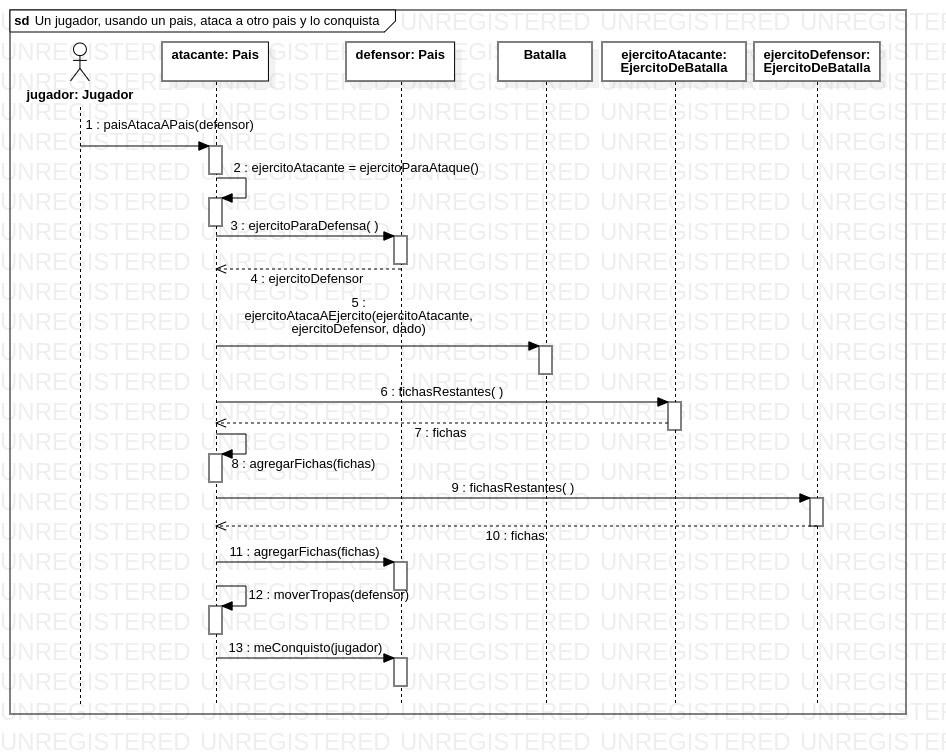 sd Un jugador, usando un pais, ataca a otro pais y lo conquista
atacante: Pais
defensor: Pais
Batalla
ejercitoAtacante:
EjercitoDeBatalla
ejercitoDefensor:
EjercitoDeBatalla
jugador: Jugador
1 : paisAtacaAPais(defensor)
2 : ejercitoAtacante = ejercitoParaAtaque()
3 : ejercitoParaDefensa( )
4 : ejercitoDefensor
5 :
ejercitoAtacaAEjercito(ejercitoAtacante,
ejercitoDefensor, dado)
6 : fichasRestantes( )
7 : fichas
8 : agregarFichas(fichas)
9 : fichasRestantes( )
10 : fichas
11 : agregarFichas(fichas)
12 : moverTropas(defensor)
13 : meConquisto(jugador)
UNREGISTERED